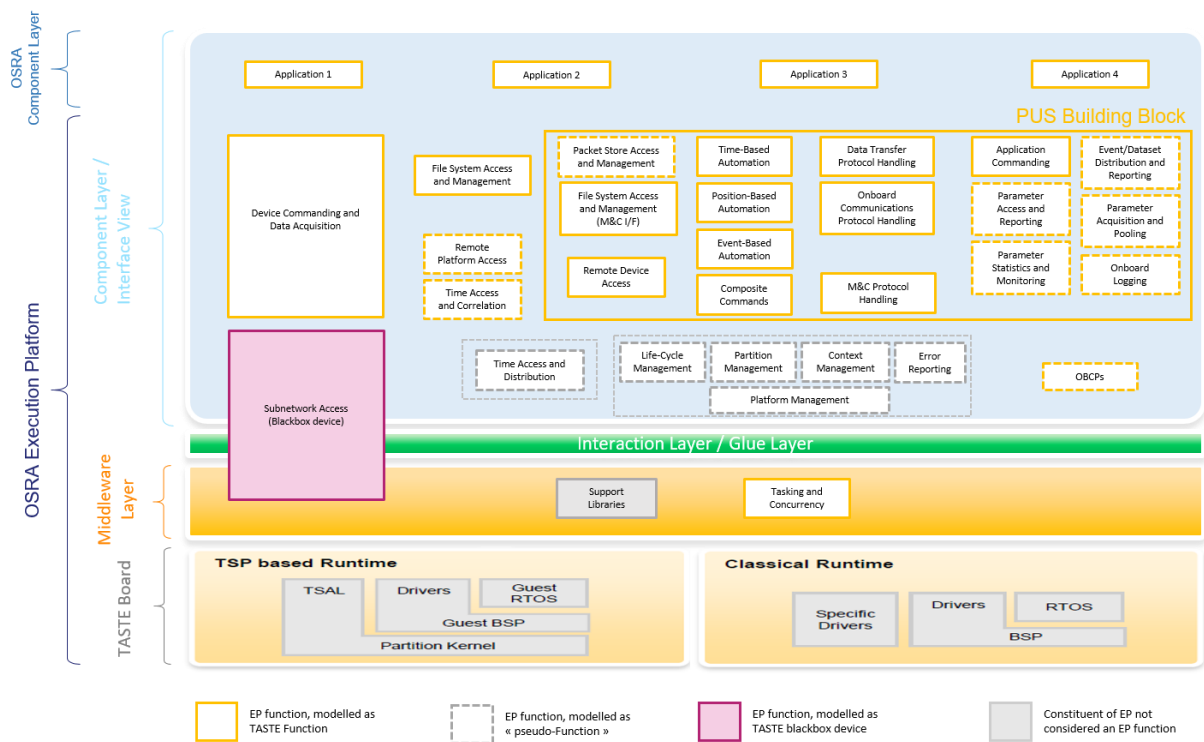 OSRA
Component Layer
Application 1
Application 2
Application 3
Application 4
PUS Building Block
OSRA Execution Platform
Component Layer /
Interface View
Device Commanding and
Data Acquisition
File System Access
and Management
Remote
Platform Access
Time Access
and Correlation
Packet Store Access
and Management
File System Access
and Management
(M&C I/F)
Remote Device
Access
Time-Based
Automation
Position-Based
Automation
Event-Based
Automation
Composite
Commands
Data Transfer
Protocol Handling
Onboard
Communications
Protocol Handling
M&C Protocol
Handling
Application
Commanding
Parameter
Access and
Reporting
Parameter
Statistics and
Monitoring
Event/Dataset
Distribution and
Reporting
Parameter
Acquisition and
Pooling
Onboard
Logging
Subnetwork Access
(Blackbox device)
Time Access and
Distribution
Life-Cycle
Management
Partition
Management
Context
Management
Error
Reporting
Platform Management
OBCPs
Interaction Layer / Glue Layer
Middleware
Layer
Support
Libraries
Tasking and
Concurrency
TASTE Board
TSP based Runtime
TSAL
Drivers
Guest
RTOS
Guest BSP
Partition Kernel
Classical Runtime
Specific
Drivers
Drivers
RTOS
BSP
EP function, modelled as
TASTE Function
EP function, modelled as
« pseudo-Function »
EP function, modelled as
TASTE blackbox device
Constituent of EP not
considered an EP function